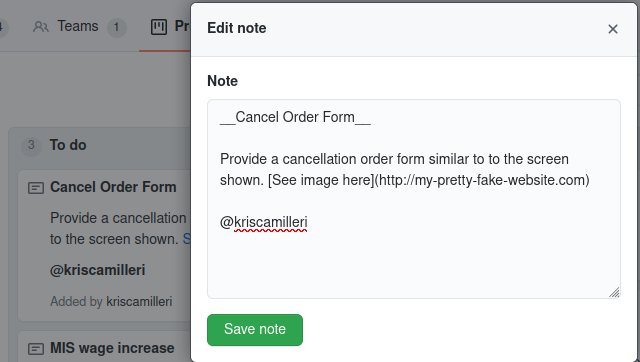 Teams 1
Edit note
Note
__Cancel Order Form__
Provide a cancellation order form similar to to the screen
shown. [See image here](http://my-pretty-fake-website.com)
@kriscamilleri
Save note
3 To do
Cancel Order Form
Provide a cancellation
to the screen shown.
@kriscamilleri
Added by kriscamilleri
MIS wage increase